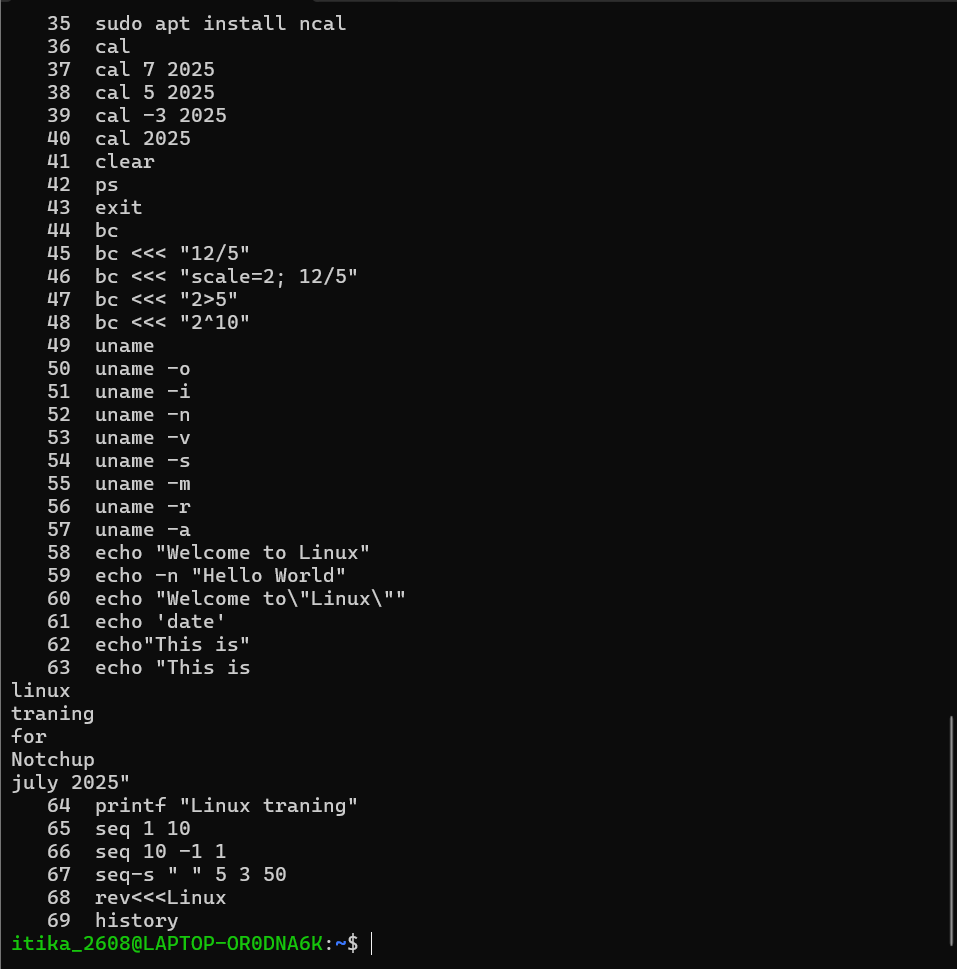 35 sudo apt install ncal
36 cal
37 cal 7 2025
38 cal 5 2025
39 cal -3 2025
40 cal 2025
41 clear
42 ps
43 exit
44 bc
45 bc <<< "12/5"
46 bc <<< "scale=2; 12/5"
47 bc <<< "2>5"
48 bc <<< "2^10"
49 uname
50 uname -o
51 uname -i
52 uname -n
53 uname -v
54 uname -s
55 uname -m
56 uname -r
57 uname -a
58 echo "Welcome to Linux"
59 echo -n "Hello World"
60 echo "Welcome to\"Linux\""
61 echo 'date'
62 echo"This is"
63 echo "This is
linux
traning
for
Notchup
july 2025"
64 printf "Linux traning"
65 seq 1 10
66 seq 10 -1 1
67 seq-s " " 5 3 50
68 rev<<<Linux
69 history
itika_2608@LAPTOP-OR0DNA6K:~$